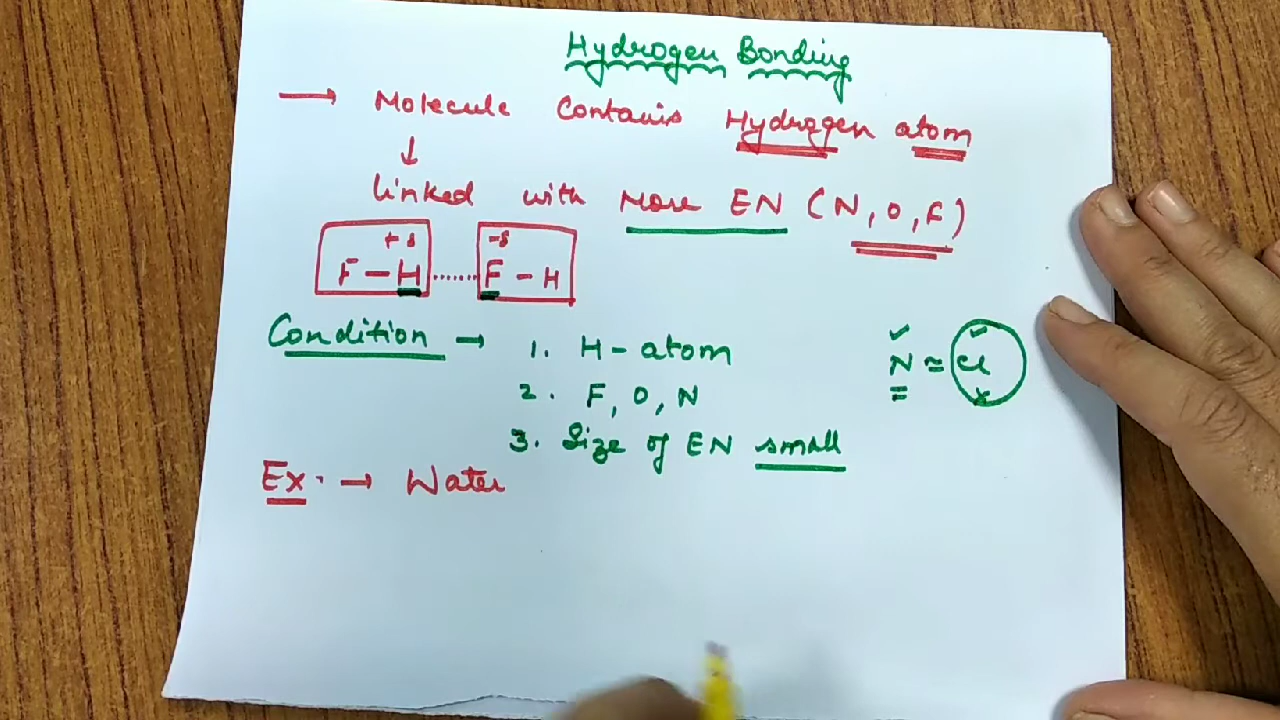 Hydrogen Bonding
→ Molecule Contains Hydrogen atom
↓
linked with More EN (N, O, F)
+δ -δ
F - H ...... F - H
Condition → 1. H-atom
2. F, O, N
3. Size of EN small
✓ ✓
N ≈ Cl
x
Ex. → Water